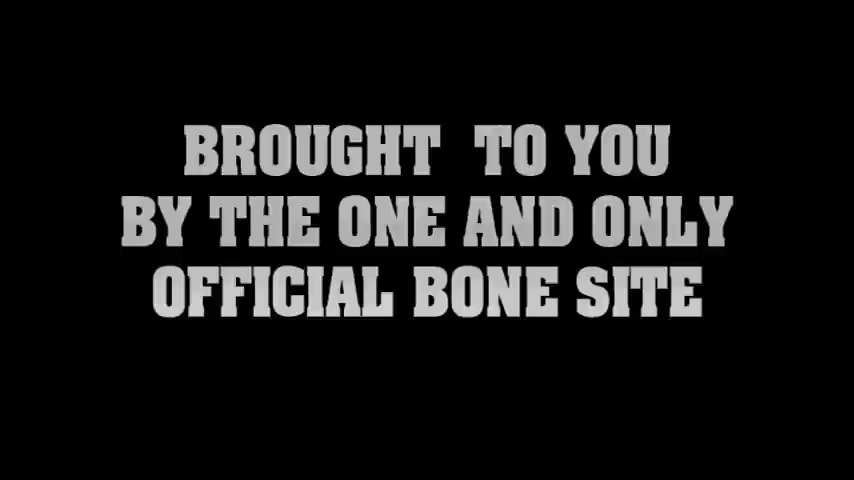 BROUGHT TO YOU
BY THE ONE AND ONLY
OFFICIAL BONE SITE